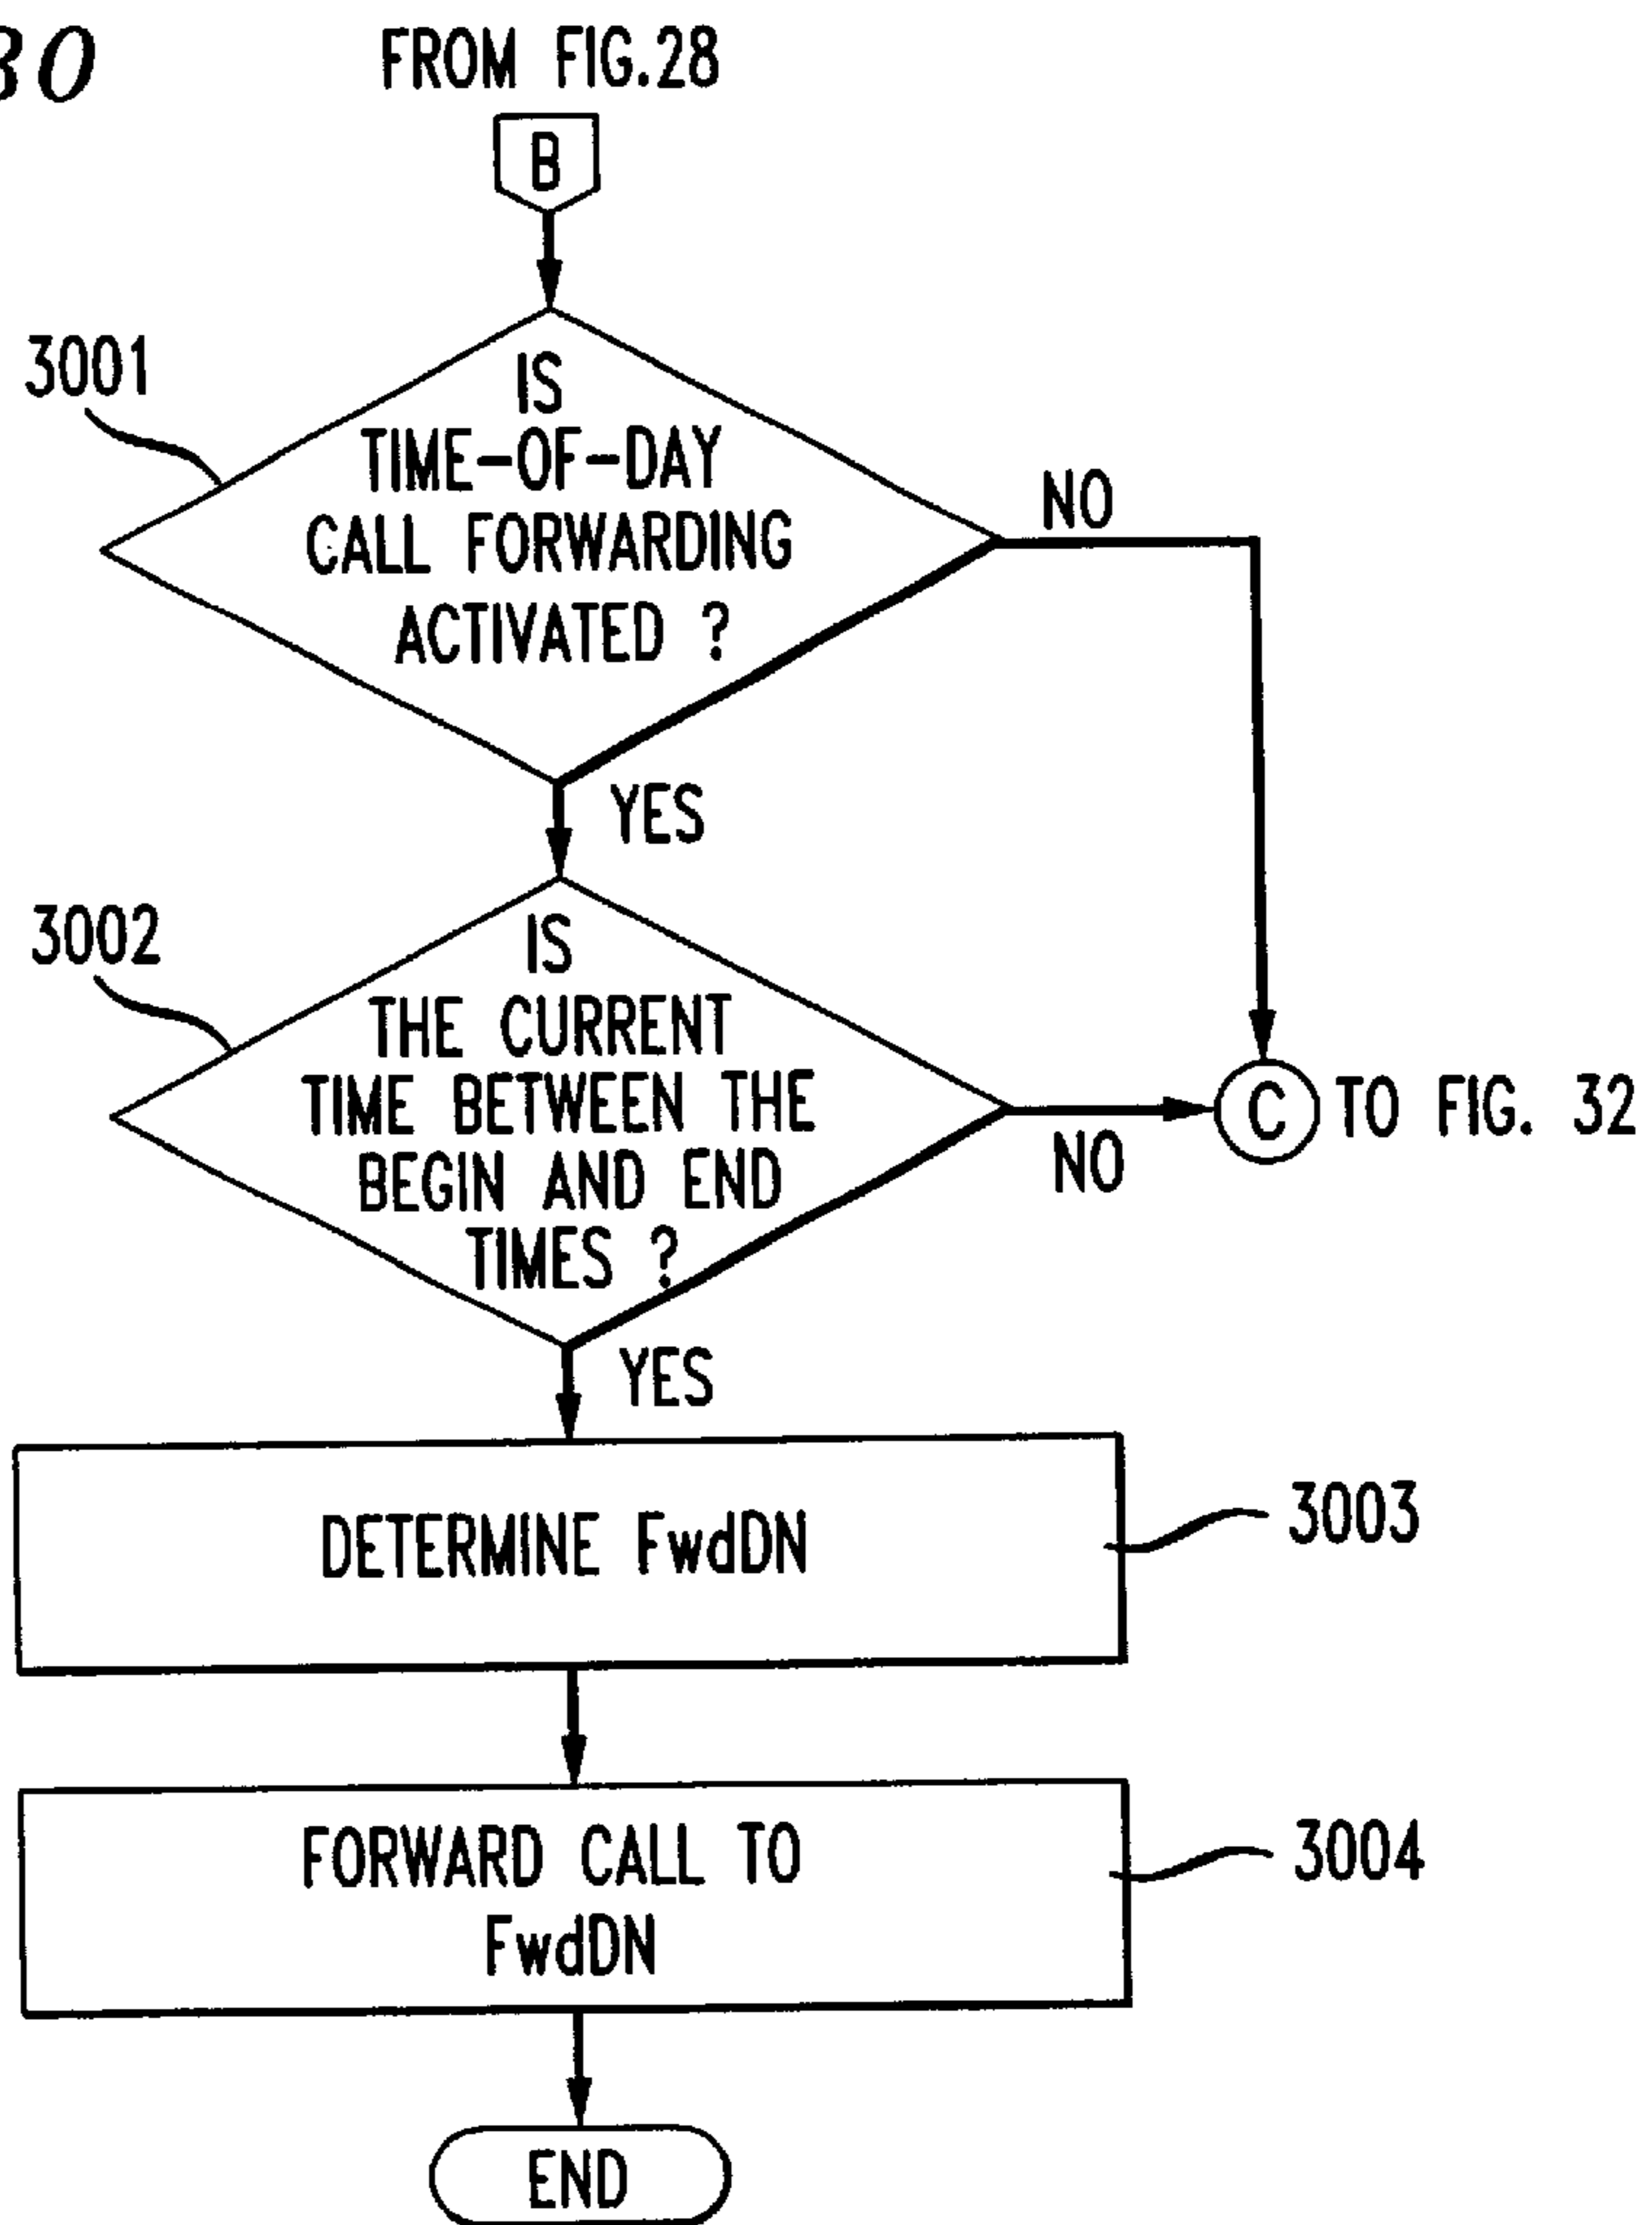 30
FROM FIG.28
B
3001
IS
TIME-OF-DAY
CALL FORWARDING
ACTIVATED ?
NO
YES
3002
IS
THE CURRENT
TIME BETWEEN THE
BEGIN AND END
TIMES ?
C TO FIG. 32
NO
YES
DETERMINE FwdDN
3003
FORWARD CALL TO
FwdDN
3004
END